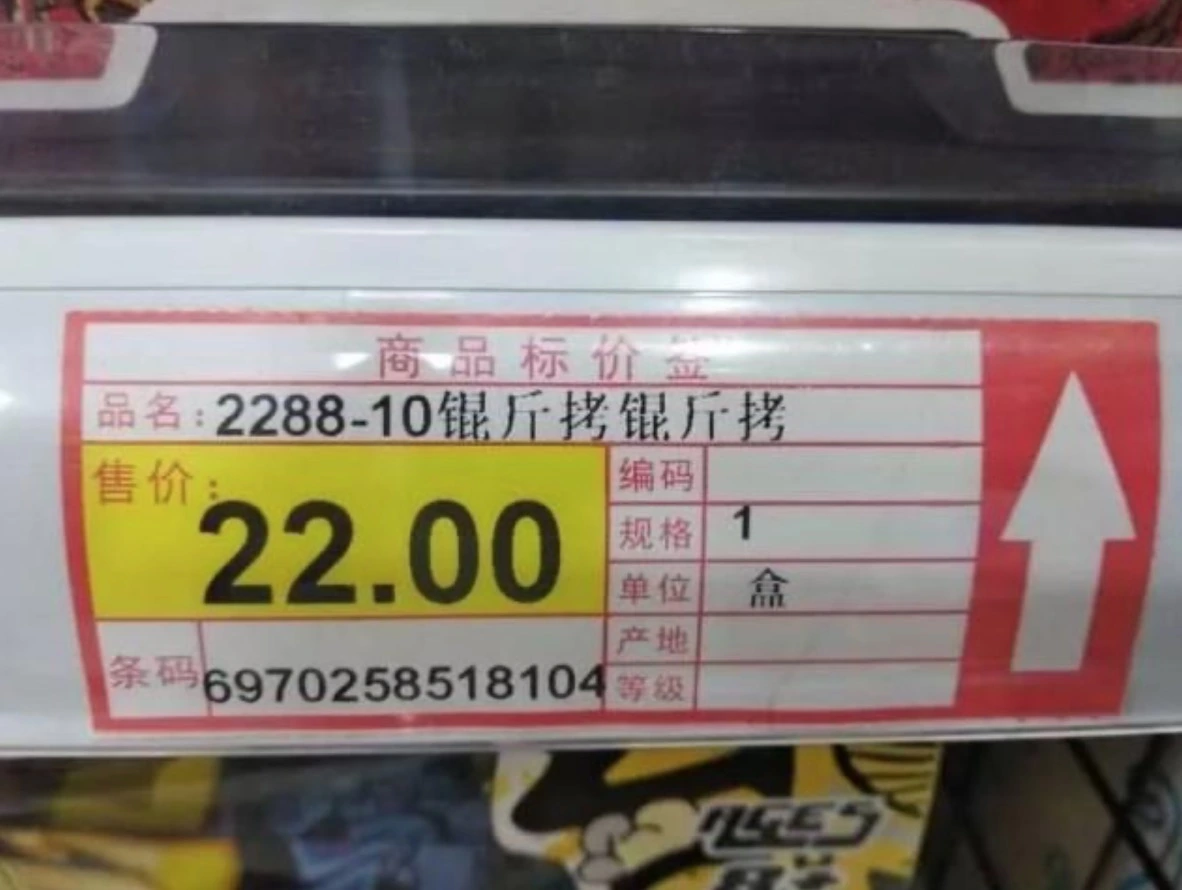 商品标价签
品名:2288-10锟斤拷锟斤拷
售价:
22.00
编码
规格 1
单位 盒
产地
条码 6970258518104
等级